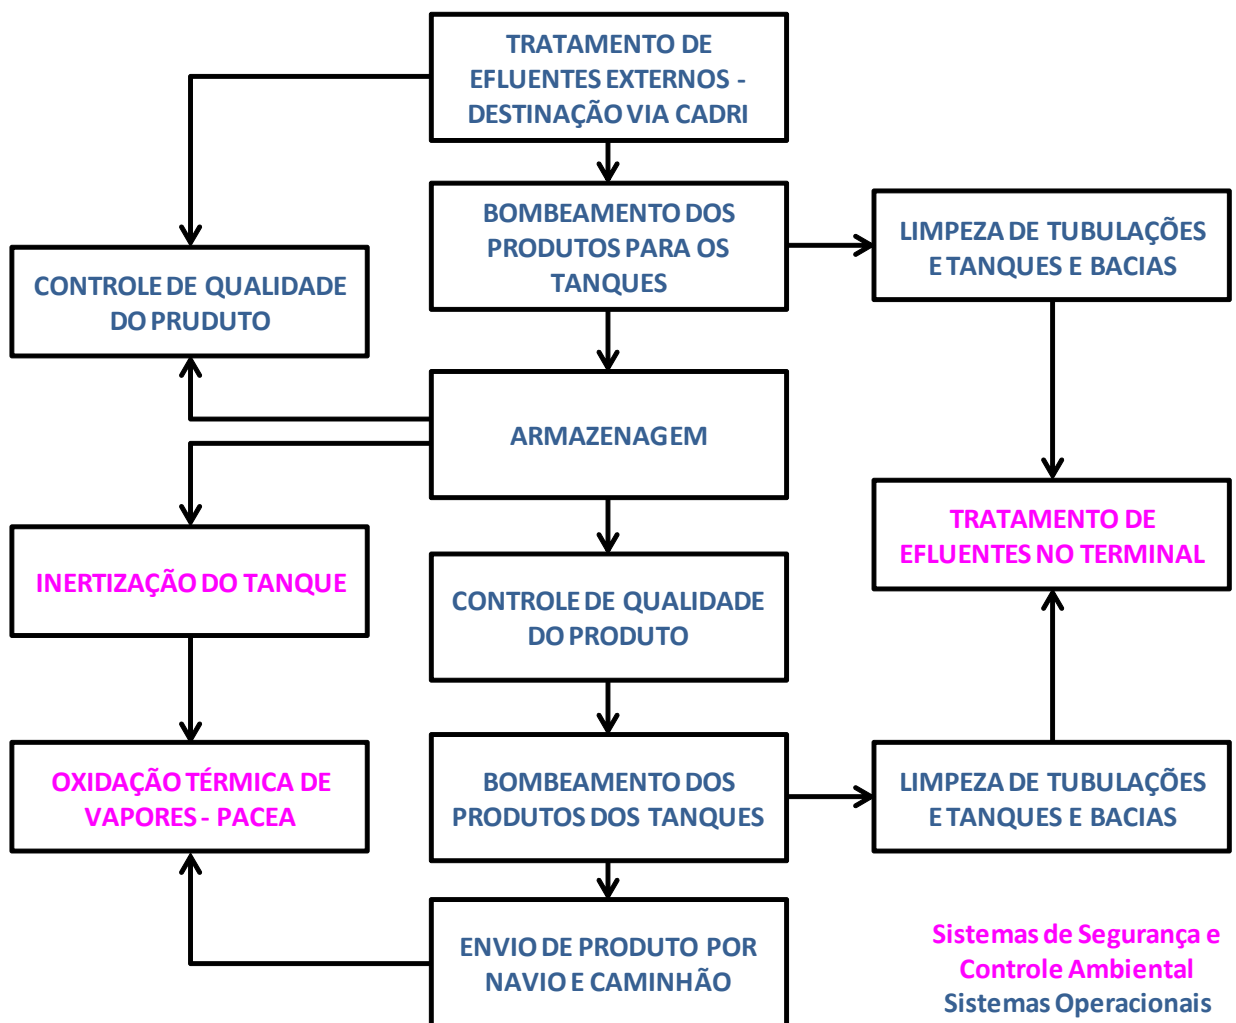 TRATAMENTO DE
EFLUENTES EXTERNOS -
DESTINAÇÃO VIA CADRI
BOMBEAMENTO DOS
PRODUTOS PARA OS
TANQUES
LIMPEZA DE TUBULAÇÕES
E TANQUES E BACIAS
CONTROLE DE QUALIDADE
DO PRUDUTO
ARMAZENAGEM
TRATAMENTO DE
EFLUENTES NO TERMINAL
INERTIZAÇÃO DO TANQUE
CONTROLE DE QUALIDADE
DO PRODUTO
OXIDAÇÃO TÉRMICA DE
VAPORES - PACEA
BOMBEAMENTO DOS
PRODUTOS DOS TANQUES
LIMPEZA DE TUBULAÇÕES
E TANQUES E BACIAS
ENVIO DE PRODUTO POR
NAVIO E CAMINHÃO
Sistemas de Segurança e
Controle Ambiental
Sistemas Operacionais